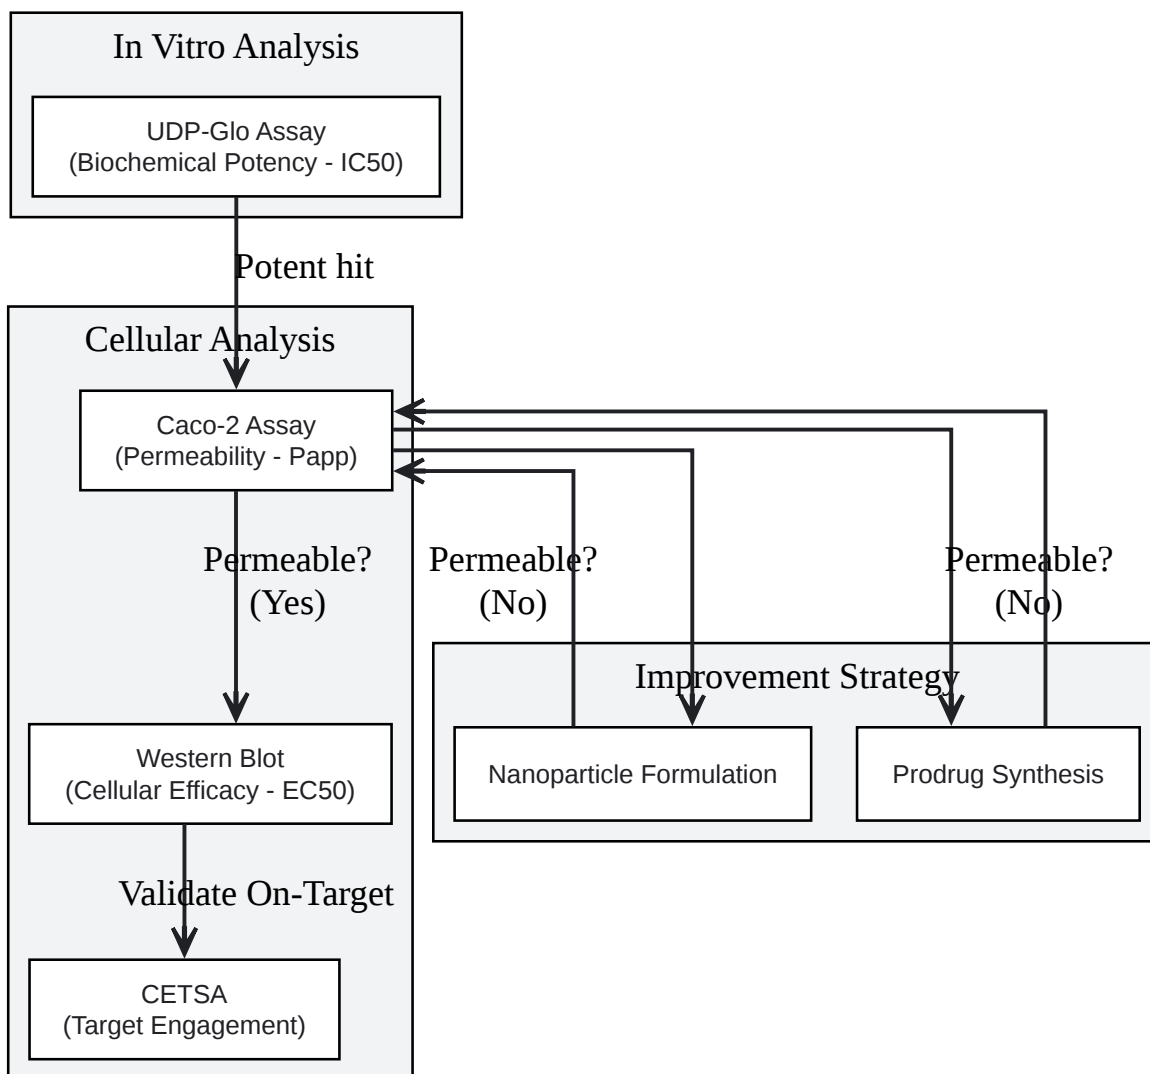 In Vitro Analysis
UDP-Glo Assay
(Biochemical Potency - IC50)
Potent hit
Cellular Analysis
Caco-2 Assay
(Permeability - Papp)
Permeable?
(Yes)
Permeable?
(No)
Permeable?
(No)
Improvement Strategy
Western Blot
(Cellular Efficacy - EC50)
Nanoparticle Formulation
Prodrug Synthesis
Validate On-Target
CETSA
(Target Engagement)